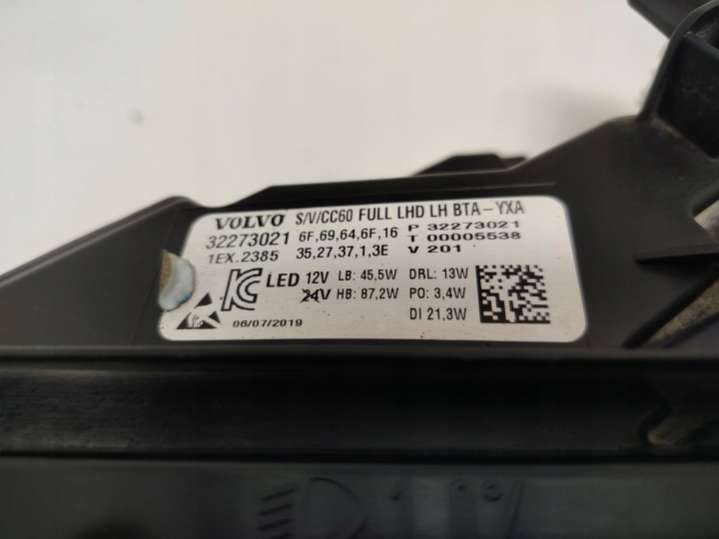 VOLVO S/V/CC60 FULL LHD LH BTA-YXA
32273021 6F,69,64,6F,16 P 32273021
1EX.2385 35,27,37,1,3E T 00005538
V 201
LED 12V LB: 45,5W DRL: 13W
24V HB: 87,2W PO: 3,4W
DI 21,3W
06/07/2019